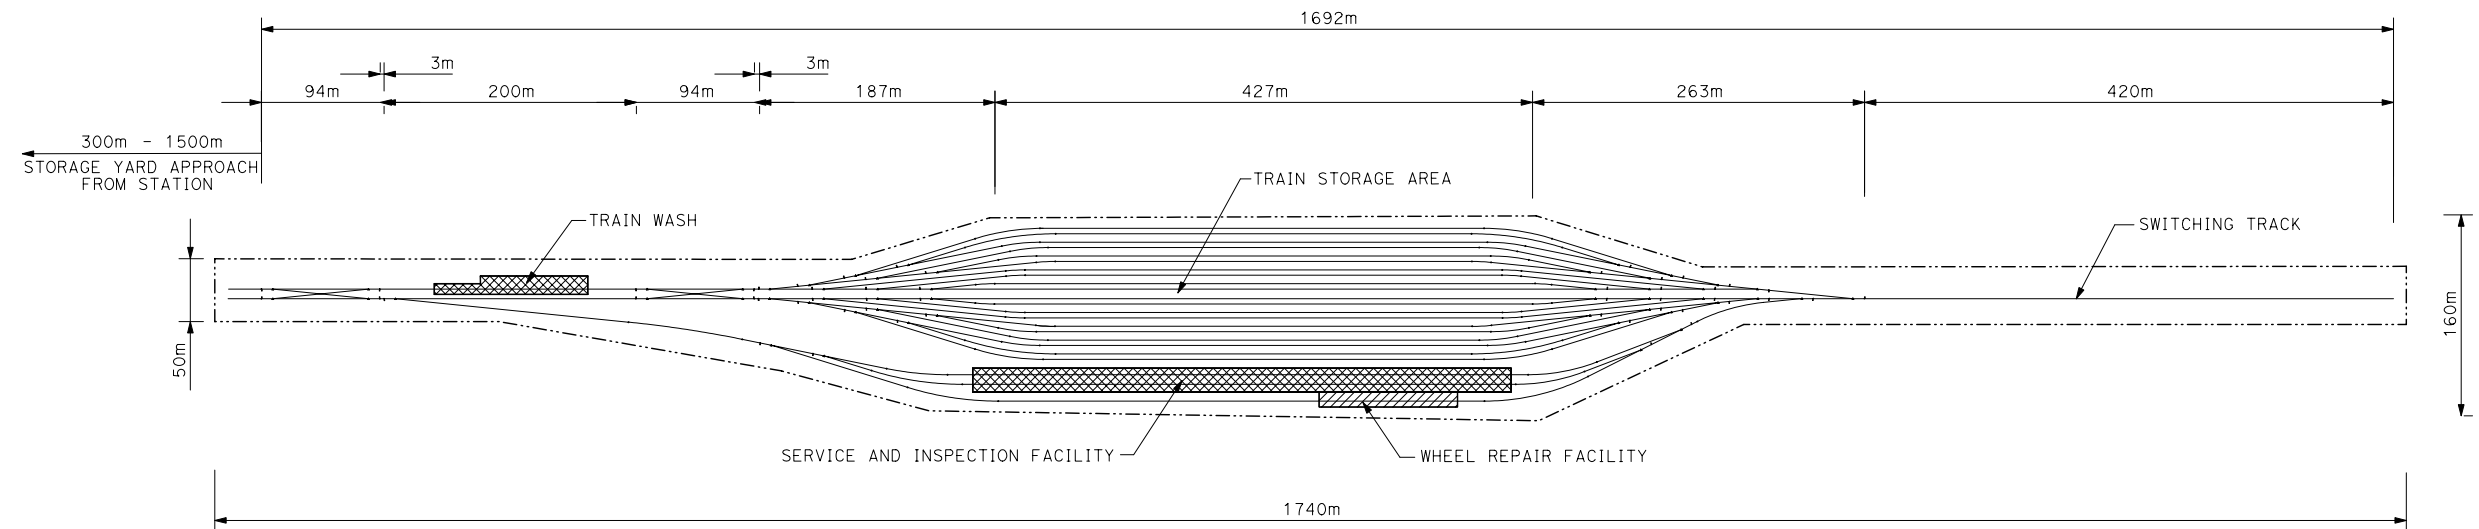 1692m
3m
3m
94m
200m
94m
187m
427m
263m
420m
300m - 1500m
STORAGE YARD APPROACH
FROM STATION
TRAIN STORAGE AREA
TRAIN WASH
SWITCHING TRACK
50m
160m
SERVICE AND INSPECTION FACILITY
WHEEL REPAIR FACILITY
1740m